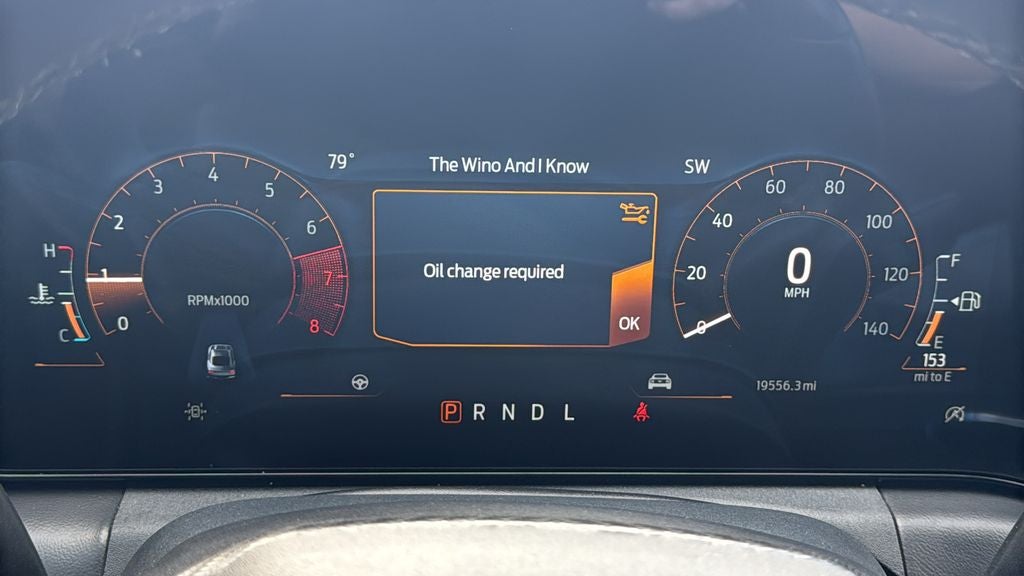 79° The Wino And I Know SW
4
3 5
2 6
1 7
0 8
RPMx1000
H
C
Oil change required
OK
60 80
40 100
20 120
0 140
0
MPH
F
E
153
mi to E
19556.3 mi
P R N D L
A